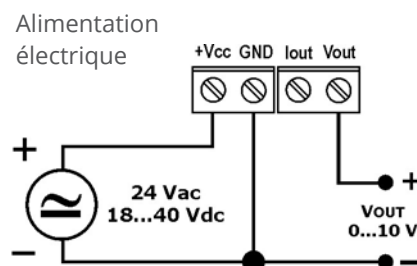 Alimentation
électrique
+Vcc GND Iout Vout
+
24 Vac
18...40 Vdc
+
VOUT
0...10 V
−
−